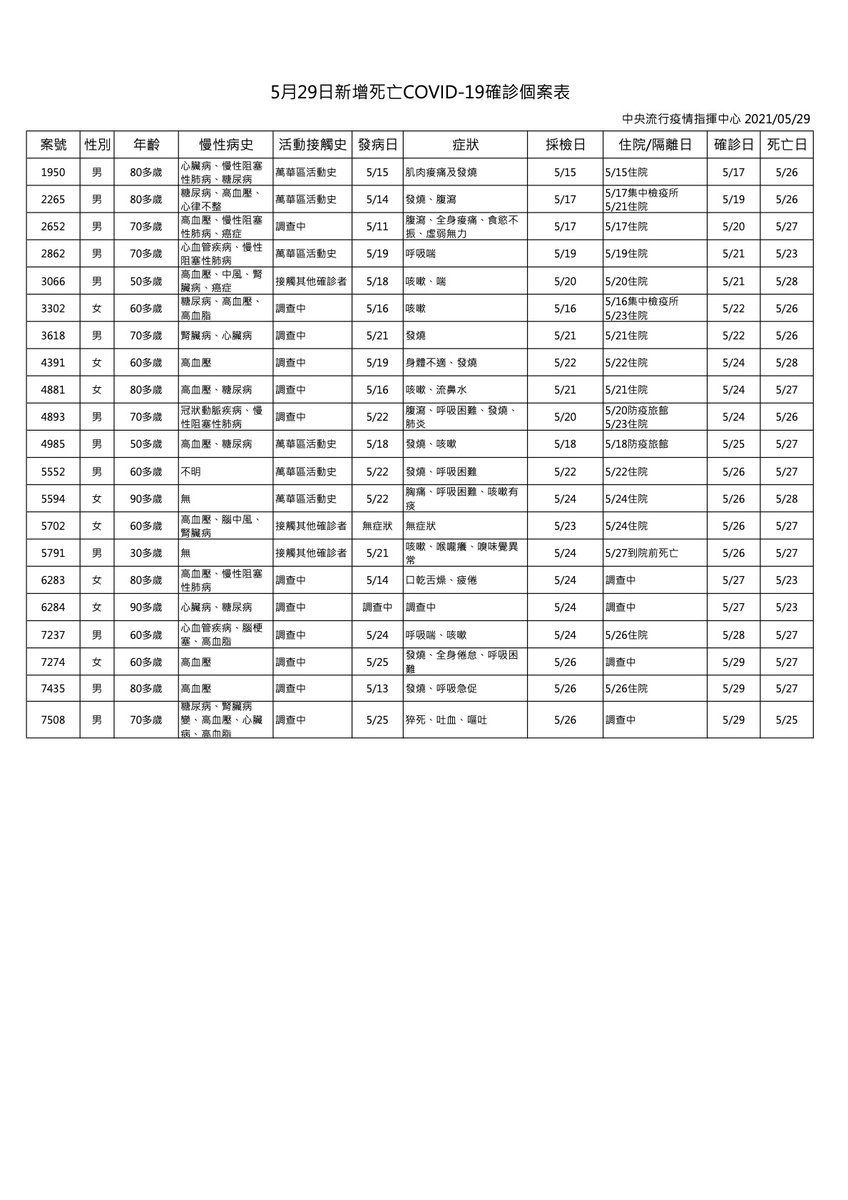 5月29日新增死亡COVID-19確診個案表
中央流行疫情指揮中心 2021/05/29
案號 性別 年齡 慢性病史 活動接觸史 發病日 症狀 採檢日 住院/隔離日 確診日 死亡日
1950 男 80多歲 心臟病、慢性阻塞性肺病、糖尿病 萬華區活動史 5/15 肌肉痠痛及發燒 5/15 5/15住院 5/17 5/26
2265 男 80多歲 糖尿病、高血壓、心律不整 萬華區活動史 5/14 發燒、腹瀉 5/17 5/17集中檢疫所 5/21住院 5/19 5/26
2652 男 70多歲 高血壓、慢性阻塞性肺病、癌症 調查中 5/11 腹瀉、全身痠痛、食慾不振、虛弱無力 5/17 5/17住院 5/20 5/27
2862 男 70多歲 心血管疾病、慢性阻塞性肺病 萬華區活動史 5/19 呼吸喘 5/19 5/19住院 5/21 5/23
3066 男 50多歲 高血壓、中風、腎臟病、癌症 接觸其他確診者 5/18 咳嗽、喘 5/20 5/20住院 5/21 5/28
3302 女 60多歲 糖尿病、高血壓、高血脂 調查中 5/16 咳嗽 5/16 5/16集中檢疫所 5/23住院 5/22 5/26
3618 男 70多歲 腎臟病、心臟病 調查中 5/21 發燒 5/21 5/21住院 5/22 5/26
4391 女 60多歲 高血壓 調查中 5/19 身體不適、發燒 5/22 5/22住院 5/24 5/28
4881 女 80多歲 高血壓、糖尿病 調查中 5/16 咳嗽、流鼻水 5/21 5/21住院 5/24 5/27
4893 男 70多歲 冠狀動脈疾病、慢性阻塞性肺病 調查中 5/22 腹瀉、呼吸困難、發燒、肺炎 5/20 5/20防疫旅館 5/23住院 5/24 5/26
4985 男 50多歲 高血壓、糖尿病 萬華區活動史 5/18 發燒、咳嗽 5/18 5/18防疫旅館 5/25 5/27
5552 男 60多歲 不明 萬華區活動史 5/22 發燒、呼吸困難 5/22 5/22住院 5/26 5/27
5594 女 90多歲 無 萬華區活動史 5/22 胸痛、呼吸困難、咳嗽有痰 5/24 5/24住院 5/26 5/28
5702 女 60多歲 高血壓、腦中風、腎臟病 接觸其他確診者 無症狀 無症狀 5/23 5/24住院 5/26 5/27
5791 男 30多歲 無 接觸其他確診者 5/21 咳嗽、喉嚨癢、嗅味覺異常 5/24 5/27到院前死亡 5/26 5/27
6283 女 80多歲 高血壓、慢性阻塞性肺病 調查中 5/14 口乾舌燥、疲倦 5/24 調查中 5/27 5/23
6284 女 90多歲 心臟病、糖尿病 調查中 調查中 調查中 5/24 調查中 5/27 5/23
7237 男 60多歲 心血管疾病、腦梗塞、高血脂 調查中 5/24 呼吸喘、咳嗽 5/24 5/26住院 5/28 5/27
7274 女 60多歲 高血壓 調查中 5/25 發燒、全身倦怠、呼吸困難 5/26 調查中 5/29 5/27
7435 男 80多歲 高血壓 調查中 5/13 發燒、呼吸急促 5/26 5/26住院 5/29 5/27
7508 男 70多歲 糖尿病、腎臟病變、高血壓、心臟病、高血脂 調查中 5/25 猝死、吐血、嘔吐 5/26 調查中 5/29 5/25